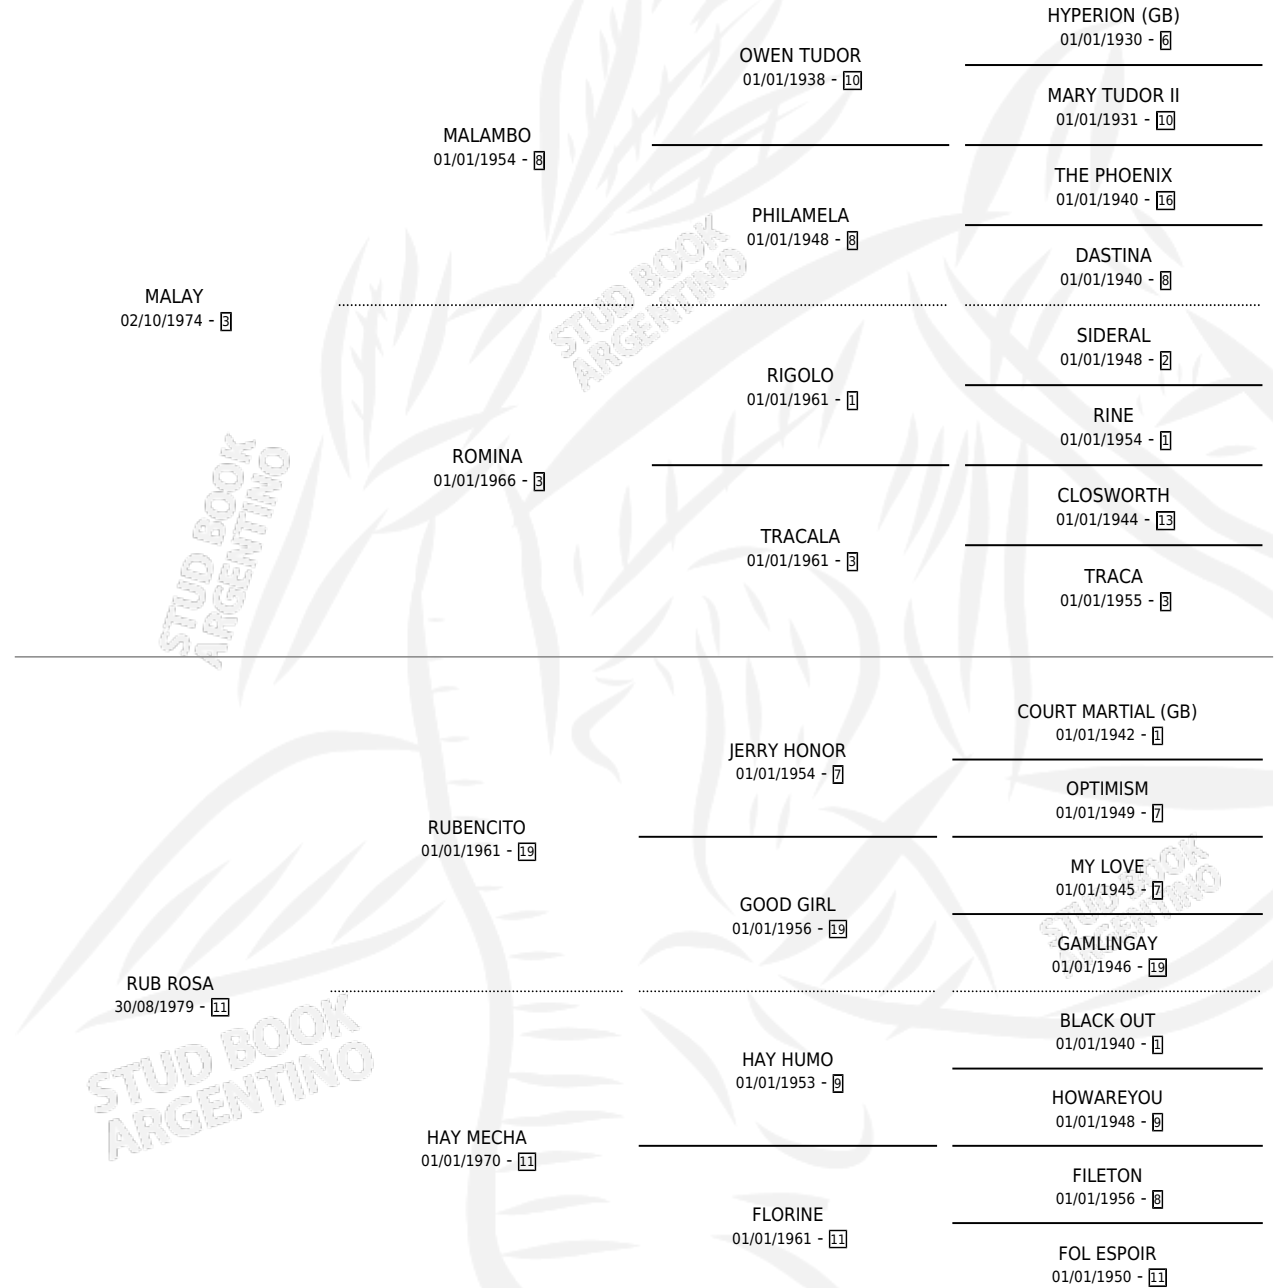 HYPERION (GB)
01/01/1930 - 6
OWEN TUDOR
01/01/1938 - 10
MARY TUDOR II
01/01/1931 - 10
MALAMBO
01/01/1954 - 8
THE PHOENIX
01/01/1940 - 16
PHILAMELA
01/01/1948 - 8
DASTINA
01/01/1940 - 8
MALAY
02/10/1974 - 3
SIDERAL
01/01/1948 - 2
RIGOLO
01/01/1961 - 1
RINE
01/01/1954 - 1
ROMINA
01/01/1966 - 3
CLOSWORTH
01/01/1944 - 13
TRACALA
01/01/1961 - 3
TRACA
01/01/1955 - 3
STUD BOOK
ARGENTINO
STUD BOOK
ARGENTINO
COURT MARTIAL (GB)
01/01/1942 - 1
JERRY HONOR
01/01/1954 - 7
OPTIMISM
01/01/1949 - 7
RUBENCITO
01/01/1961 - 19
MY LOVE
01/01/1945 - 7
GOOD GIRL
01/01/1956 - 19
GAMLINGAY
01/01/1946 - 19
STUD BOOK
ARGENTINO
RUB ROSA
30/08/1979 - 11
BLACK OUT
01/01/1940 - 1
HAY HUMO
01/01/1953 - 9
HOWAREYOU
01/01/1948 - 9
HAY MECHA
01/01/1970 - 11
FILETON
01/01/1956 - 8
FLORINE
01/01/1961 - 11
FOL ESPOIR
01/01/1950 - 11
STUD BOOK
ARGENTINO